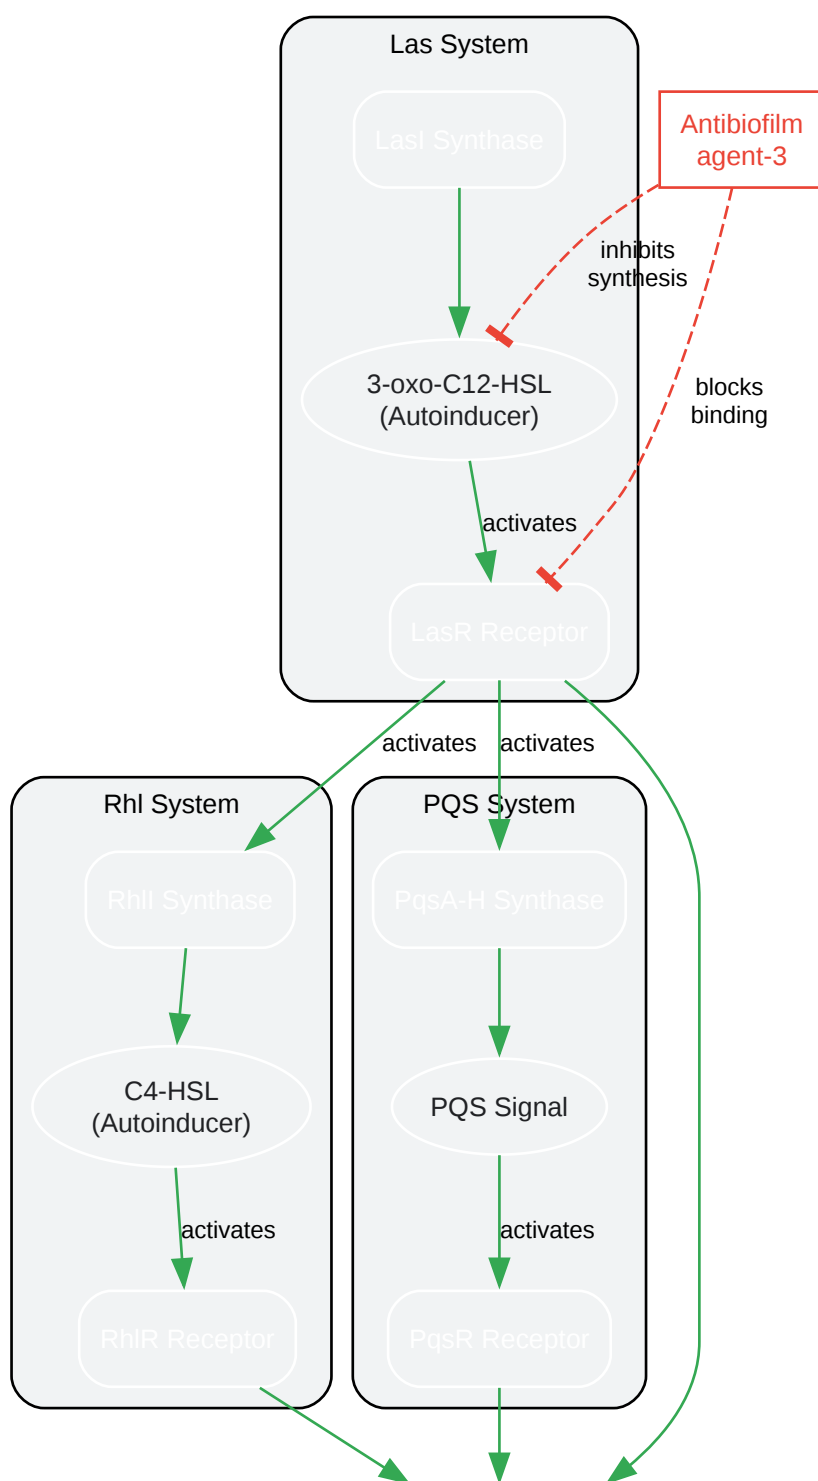 Las System
LasI Synthase
Antibiofilm
agent-3
inhibits
synthesis
3-oxo-C12-HSL
(Autoinducer)
blocks
binding
activates
LasR Receptor
activates
activates
Rhl System
PQS System
RhlI Synthase
PqsA-H Synthase
C4-HSL
(Autoinducer)
PQS Signal
activates
activates
RhlR Receptor
PqsR Receptor